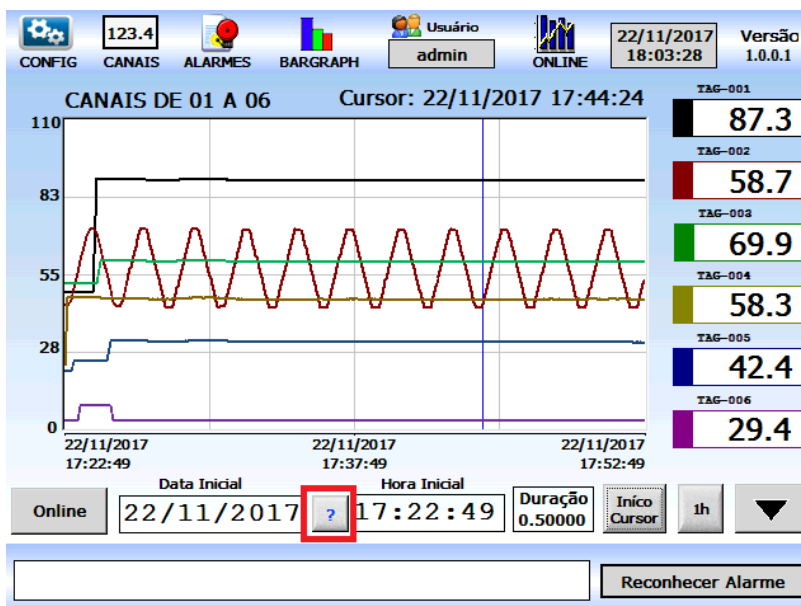 CONFIG
123.4
CANAIS
ALARMES
BARGRAPH
Usuário
admin
ONLINE
22/11/2017
18:03:28
Versão
1.0.0.1
CANAIS DE 01 A 06
Cursor: 22/11/2017 17:44:24
110
83
55
28
0
22/11/2017
17:22:49
22/11/2017
17:37:49
22/11/2017
17:52:49
TAG-001
87.3
TAG-002
58.7
TAG-003
69.9
TAG-004
58.3
TAG-005
42.4
TAG-006
29.4
Online
Data Inicial
22/11/2017
?
Hora Inicial
17:22:49
Duração
0.50000
Iníco
Cursor
1h
Reconhecer Alarme